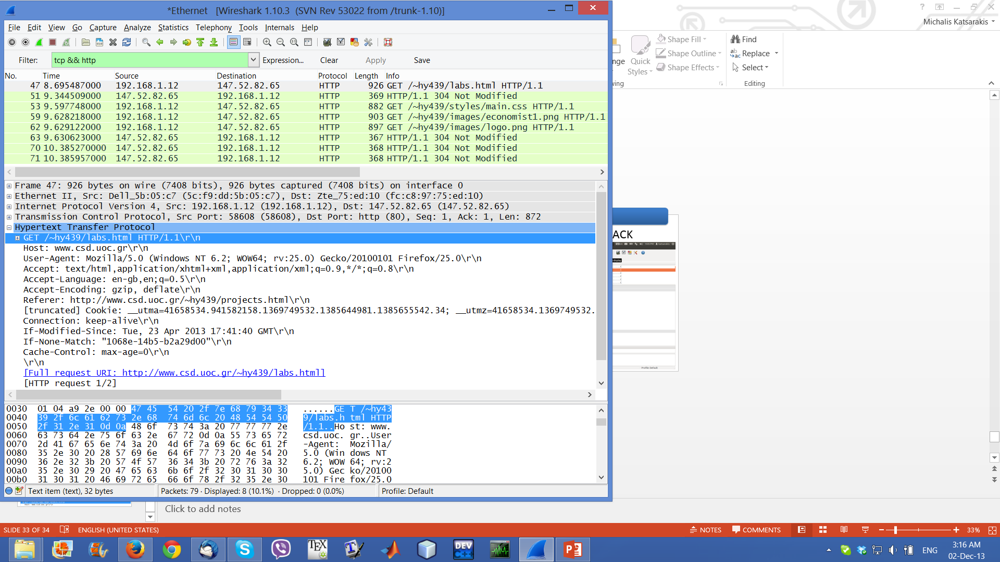 *Ethernet [Wireshark 1.10.3 (SVN Rev 53022 from /trunk-1.10)]
File Edit View Go Capture Analyze Statistics Telephony Tools Internals Help
Filter: tcp && http Expression... Clear Apply Save
No. Time Source Destination Protocol Length Info
47 8.695487000 192.168.1.12 147.52.82.65 HTTP 926 GET /~hy439/labs.html HTTP/1.1
51 9.344509000 147.52.82.65 192.168.1.12 HTTP 369 HTTP/1.1 304 Not Modified
53 9.597748000 192.168.1.12 147.52.82.65 HTTP 882 GET /~hy439/styles/main.css HTTP/1.1
59 9.628218000 192.168.1.12 147.52.82.65 HTTP 903 GET /~hy439/images/economist1.png HTTP/1.1
62 9.629122000 192.168.1.12 147.52.82.65 HTTP 897 GET /~hy439/images/logo.png HTTP/1.1
63 9.630623000 147.52.82.65 192.168.1.12 HTTP 367 HTTP/1.1 304 Not Modified
70 10.385270000 147.52.82.65 192.168.1.12 HTTP 368 HTTP/1.1 304 Not Modified
71 10.385957000 147.52.82.65 192.168.1.12 HTTP 368 HTTP/1.1 304 Not Modified
Frame 47: 926 bytes on wire (7408 bits), 926 bytes captured (7408 bits) on interface 0
Ethernet II, Src: Dell_5b:05:c7 (5c:f9:dd:5b:05:c7), Dst: Zte_75:ed:10 (fc:c8:97:75:ed:10)
Internet Protocol Version 4, Src: 192.168.1.12 (192.168.1.12), Dst: 147.52.82.65 (147.52.82.65)
Transmission Control Protocol, Src Port: 58608 (58608), Dst Port: http (80), Seq: 1, Ack: 1, Len: 872
Hypertext Transfer Protocol
GET /~hy439/labs.html HTTP/1.1\r\n
Host: www.csd.uoc.gr\r\n
User-Agent: Mozilla/5.0 (Windows NT 6.2; WOW64; rv:25.0) Gecko/20100101 Firefox/25.0\r\n
Accept: text/html,application/xhtml+xml,application/xml;q=0.9,*/*;q=0.8\r\n
Accept-Language: en-gb,en;q=0.5\r\n
Accept-Encoding: gzip, deflate\r\n
Referer: http://www.csd.uoc.gr/~hy439/projects.html\r\n
[truncated] Cookie: __utma=41658534.941582158.1369749532.1385644981.1385655542.34; __utmz=41658534.1369749532.
Connection: keep-alive\r\n
If-Modified-Since: Tue, 23 Apr 2013 17:41:40 GMT\r\n
If-None-Match: "1068e-14b5-b2a29d00"\r\n
Cache-Control: max-age=0\r\n
\r\n
[Full request URI: http://www.csd.uoc.gr/~hy439/labs.html]
[HTTP request 1/2]
0030 01 04 a9 2e 00 00 47 45 54 20 2f 7e 68 79 34 33 ......GE T /~hy43
0040 39 2f 6c 61 62 73 2e 68 74 6d 6c 20 48 54 54 50 9/labs.h tml HTTP
0050 2f 31 2e 31 0d 0a 48 6f 73 74 3a 20 77 77 77 2e /1.1..Ho st: www.
0060 63 73 64 2e 75 6f 63 2e 67 72 0d 0a 55 73 65 72 csd.uoc. gr..User
0070 2d 41 67 65 6e 74 3a 20 4d 6f 7a 69 6c 6c 61 2f -Agent: Mozilla/
0080 35 2e 30 20 28 57 69 6e 64 6f 77 73 20 4e 54 20 5.0 (Win dows NT
0090 36 2e 32 3b 20 57 4f 57 36 34 3b 20 72 76 3a 32 6.2; WOW 64; rv:2
00a0 35 2e 30 29 20 47 65 63 6b 6f 2f 32 30 31 30 30 5.0) Gec ko/20100
00b0 31 30 31 20 46 69 72 65 66 6f 78 2f 32 35 2e 30 101 Fire fox/25.0
Text item (text), 32 bytes Packets: 79 · Displayed: 8 (10.1%) · Dropped: 0 (0.0%) Profile: Default
Michalis Katsarakis
nge
Quick Styles
Shape Fill
Shape Outline
Shape Effects
wing
Find
Replace
Select
Editing
ACK
Profile: Default
Click to add notes
SLIDE 33 OF 34 ENGLISH (UNITED STATES) NOTES COMMENTS 33%
TEX
DEV C++
ENG
3:16 AM
02-Dec-13